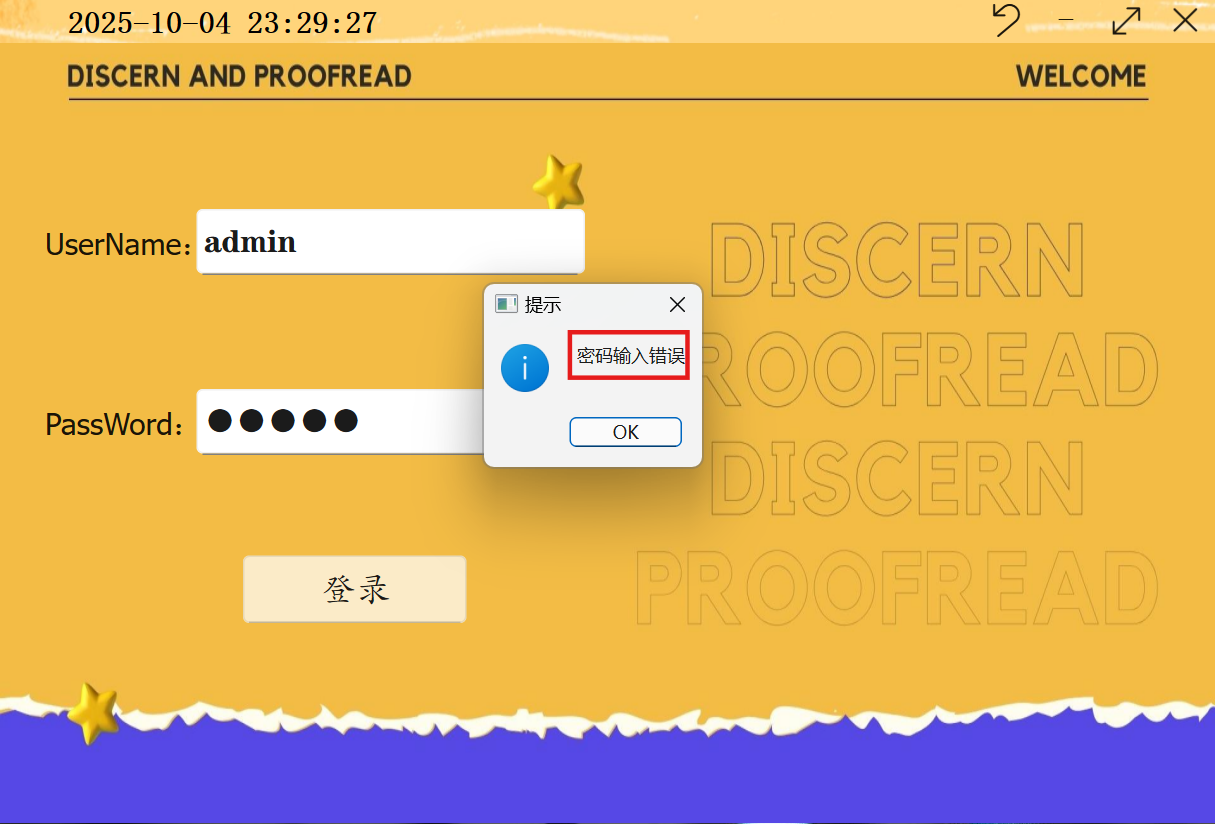 2025-10-04 23:29:27
DISCERN AND PROOFREAD
WELCOME
UserName：
admin
DISCERN
提示
密码输入错误
PROOFREAD
PassWord：
OK
DISCERN
登录
PROOFREAD